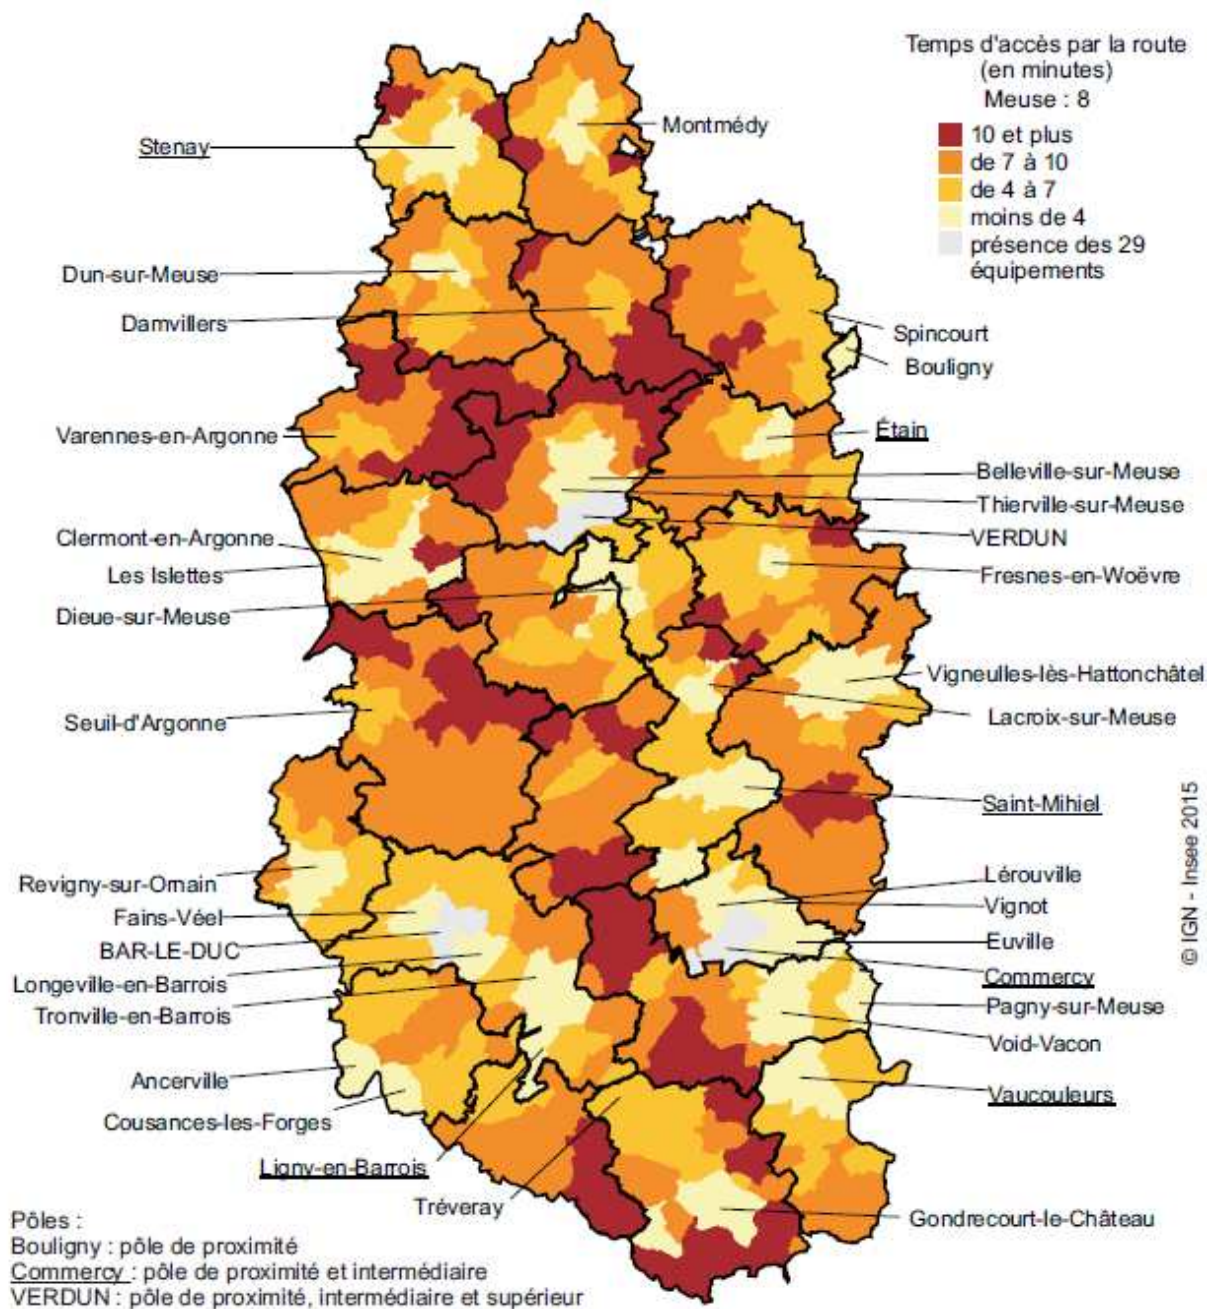 Temps d'accès par la route
(en minutes)
Meuse : 8
10 et plus
de 7 à 10
de 4 à 7
moins de 4
présence des 29
équipements
Montmédy
Stenay
Dun-sur-Meuse
Damvillers
Spincourt
Bouligny
Varennes-en-Argonne
Étain
Belleville-sur-Meuse
Thierville-sur-Meuse
VERDUN
Clermont-en-Argonne
Les Islettes
Fresnes-en-Woëvre
Dieue-sur-Meuse
Vigneulles-lès-Hattonchâtel
Lacroix-sur-Meuse
Seuil-d'Argonne
Saint-Mihiel
© IGN - Insee 2015
Revigny-sur-Ornain
Lérouville
Fains-Véel
Vignot
BAR-LE-DUC
Euville
Longeville-en-Barrois
Commercy
Tronville-en-Barrois
Pagny-sur-Meuse
Void-Vacon
Ancerville
Vaucouleurs
Cousances-les-Forges
Ligny-en-Barrois
Tréveray
Gondrecourt-le-Château
Pôles :
Bouligny : pôle de proximité
Commercy : pôle de proximité et intermédiaire
VERDUN : pôle de proximité, intermédiaire et supérieur